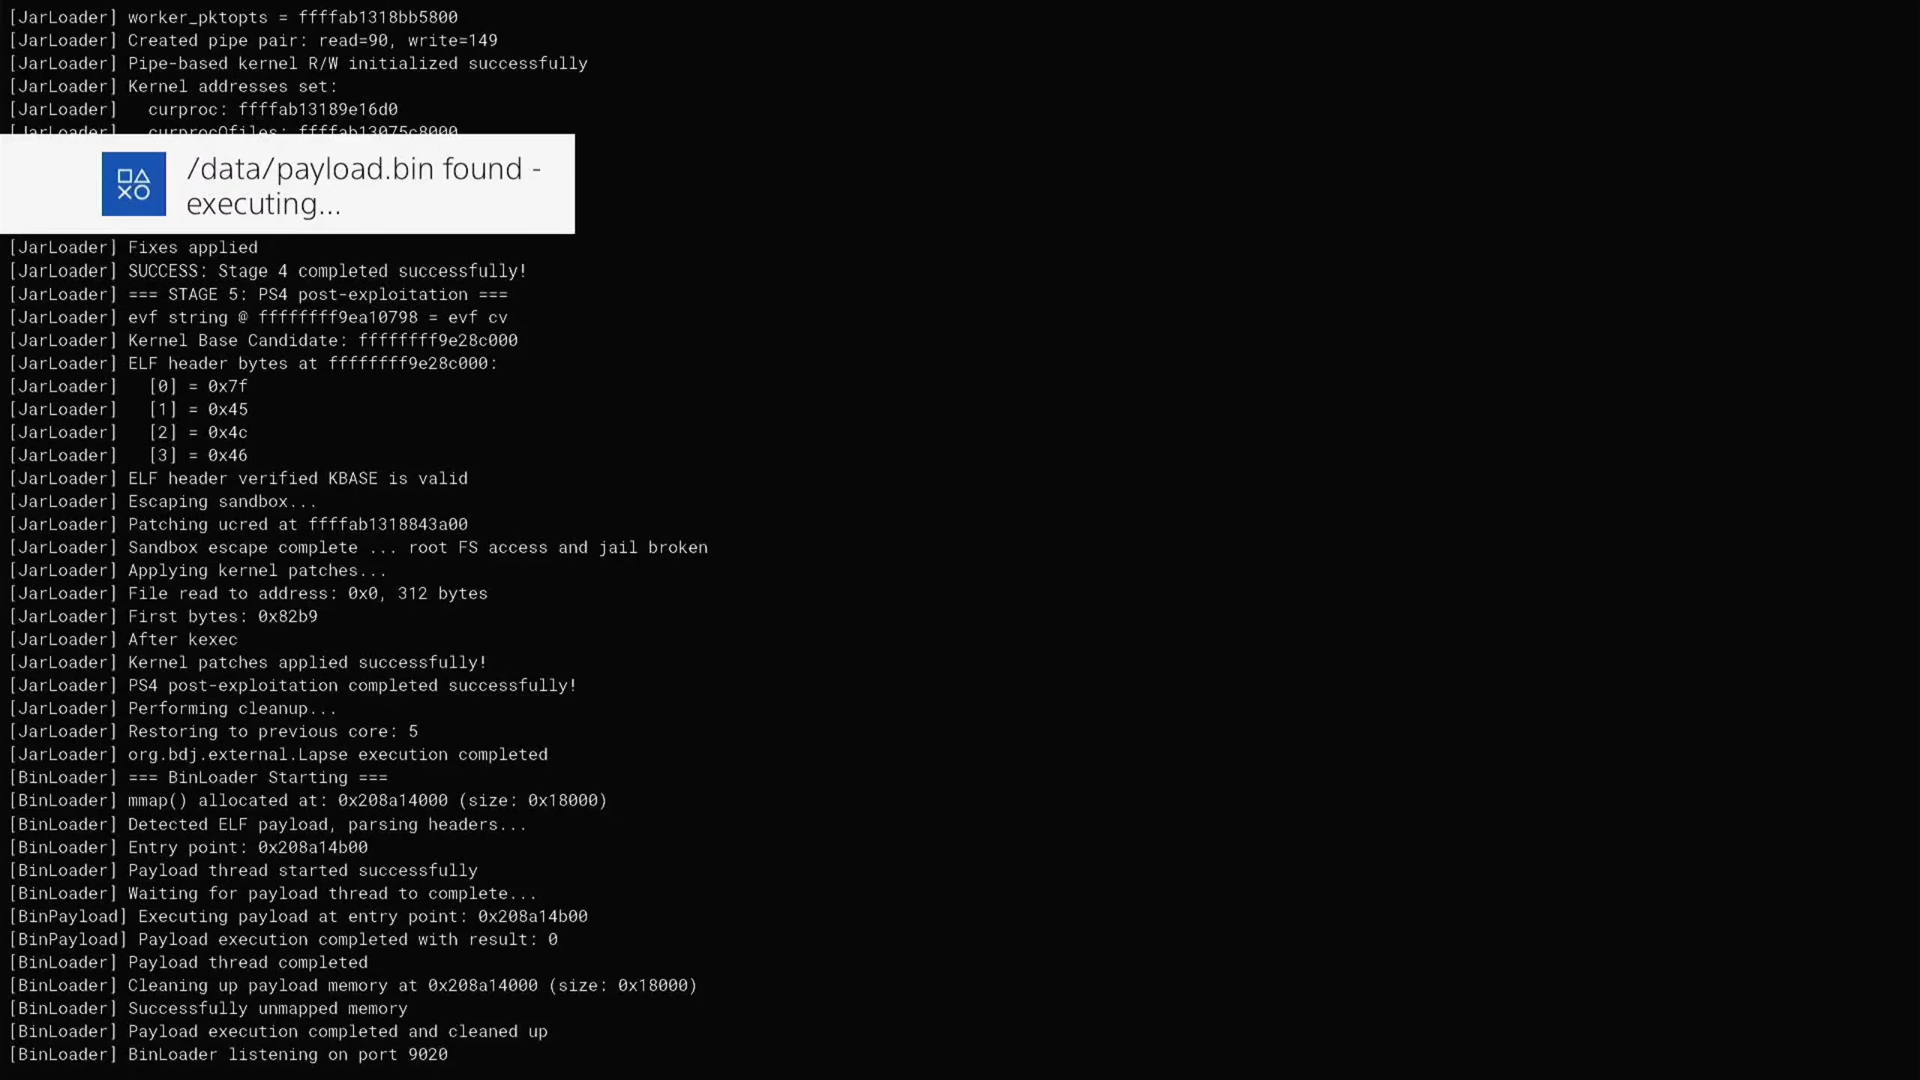 [JarLoader] worker_pktopts = ffffab1318bb5800
[JarLoader] Created pipe pair: read=90, write=149
[JarLoader] Pipe-based kernel R/W initialized successfully
[JarLoader] Kernel addresses set:
[JarLoader]   curproc: ffffab13189e16d0
[JarLoader]   curprocOfiles: ffffab13075c8000
/data/payload.bin found -
executing...
[JarLoader] Fixes applied
[JarLoader] SUCCESS: Stage 4 completed successfully!
[JarLoader] === STAGE 5: PS4 post-exploitation ===
[JarLoader] evf string @ ffffffff9ea10798 = evf cv
[JarLoader] Kernel Base Candidate: ffffffff9e28c000
[JarLoader] ELF header bytes at ffffffff9e28c000:
[JarLoader]   [0] = 0x7f
[JarLoader]   [1] = 0x45
[JarLoader]   [2] = 0x4c
[JarLoader]   [3] = 0x46
[JarLoader] ELF header verified KBASE is valid
[JarLoader] Escaping sandbox...
[JarLoader] Patching ucred at ffffab1318843a00
[JarLoader] Sandbox escape complete ... root FS access and jail broken
[JarLoader] Applying kernel patches...
[JarLoader] File read to address: 0x0, 312 bytes
[JarLoader] First bytes: 0x82b9
[JarLoader] After kexec
[JarLoader] Kernel patches applied successfully!
[JarLoader] PS4 post-exploitation completed successfully!
[JarLoader] Performing cleanup...
[JarLoader] Restoring to previous core: 5
[JarLoader] org.bdj.external.Lapse execution completed
[BinLoader] === BinLoader Starting ===
[BinLoader] mmap() allocated at: 0x208a14000 (size: 0x18000)
[BinLoader] Detected ELF payload, parsing headers...
[BinLoader] Entry point: 0x208a14b00
[BinLoader] Payload thread started successfully
[BinLoader] Waiting for payload thread to complete...
[BinPayload] Executing payload at entry point: 0x208a14b00
[BinPayload] Payload execution completed with result: 0
[BinLoader] Payload thread completed
[BinLoader] Cleaning up payload memory at 0x208a14000 (size: 0x18000)
[BinLoader] Successfully unmapped memory
[BinLoader] Payload execution completed and cleaned up
[BinLoader] BinLoader listening on port 9020